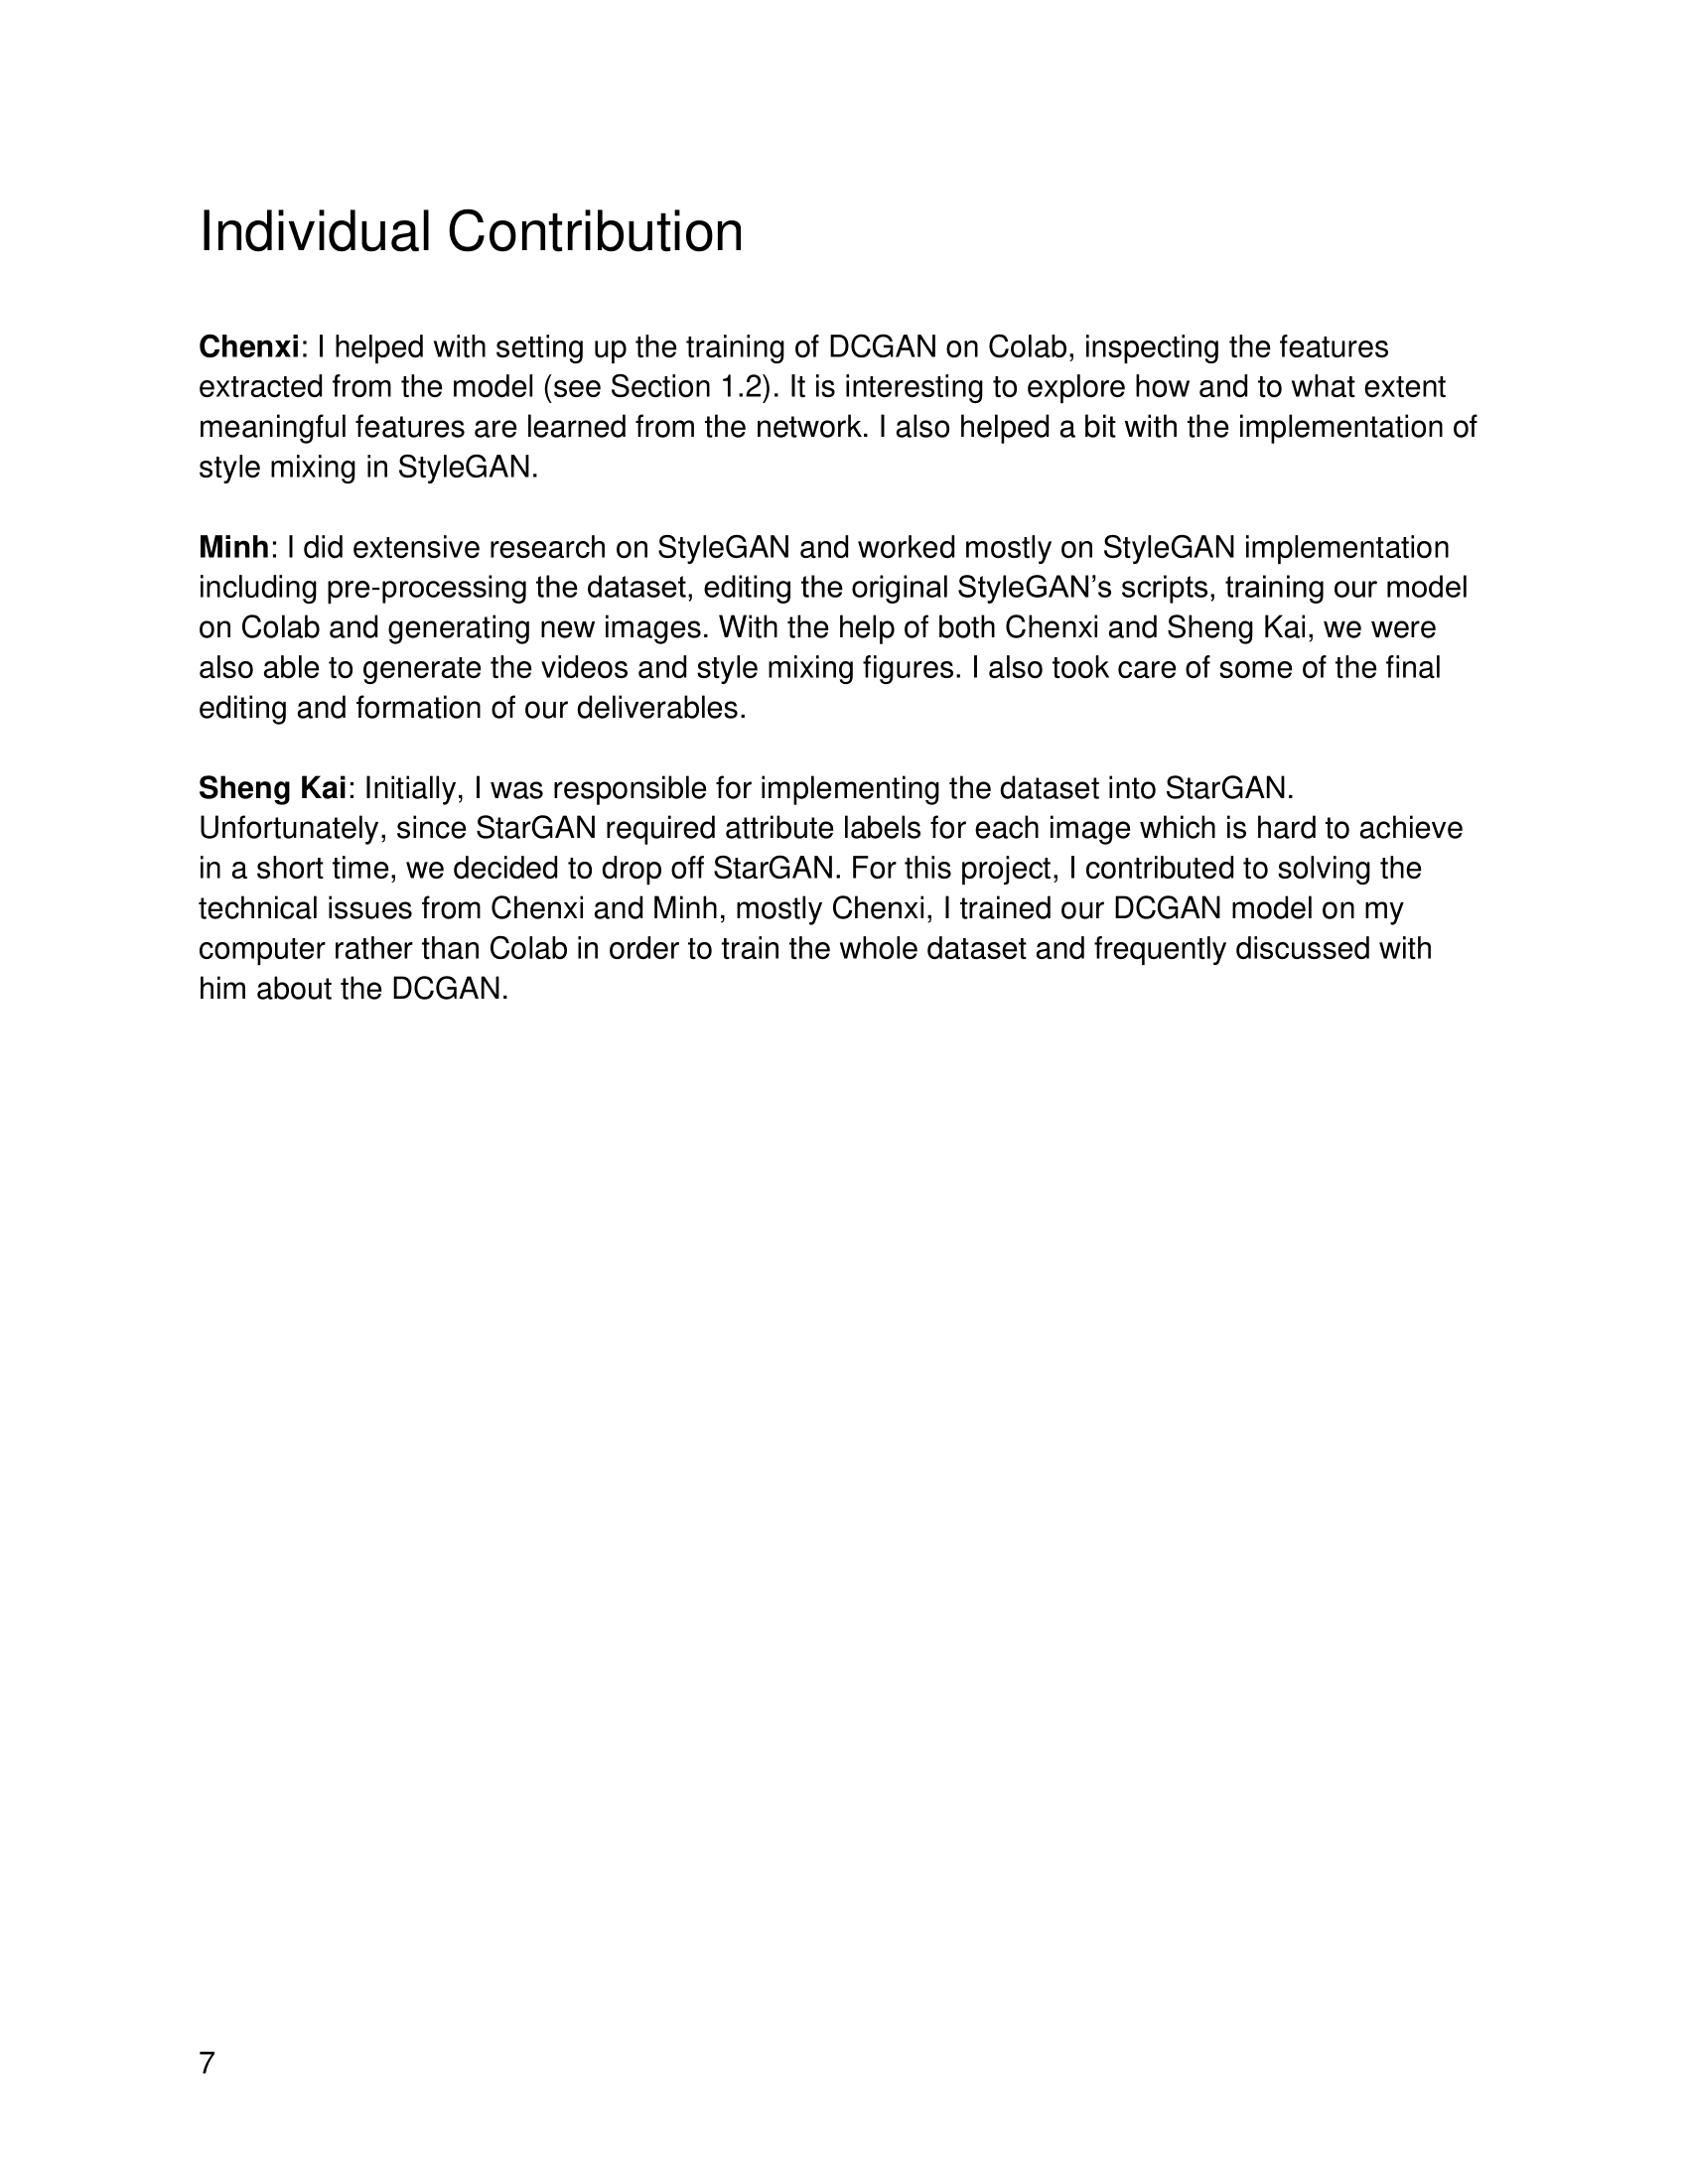 Individual Contribution
Chenxi: I helped with setting up the training of DCGAN on Colab, inspecting the features
extracted from the model (see Section 1.2). It is interesting to explore how and to what extent
meaningful features are learned from the network. I also helped a bit with the implementation of
style mixing in StyleGAN.
Minh: I did extensive research on StyleGAN and worked mostly on StyleGAN implementation
including pre-processing the dataset, editing the original StyleGAN’s scripts, training our model
on Colab and generating new images. With the help of both Chenxi and Sheng Kai, we were
also able to generate the videos and style mixing figures. I also took care of some of the final
editing and formation of our deliverables.
Sheng Kai: Initially, I was responsible for implementing the dataset into StarGAN.
Unfortunately, since StarGAN required attribute labels for each image which is hard to achieve
in a short time, we decided to drop off StarGAN. For this project, I contributed to solving the
technical issues from Chenxi and Minh, mostly Chenxi, I trained our DCGAN model on my
computer rather than Colab in order to train the whole dataset and frequently discussed with
him about the DCGAN.
7